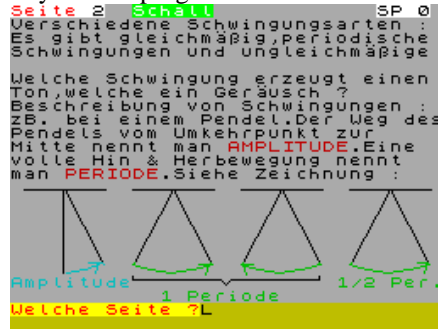 Seite 2 Schall SP 0
Verschiedene Schwingungsarten :
Es gibt gleichmäßig,periodische
Schwingungen und ungleichmäßige
Welche Schwingung erzeugt einen
Ton,welche ein Geräusch ?
Beschreibung von Schwingungen :
zB. bei einem Pendel.Der Weg des
Pendels vom Umkehrpunkt zur
Mitte nennt man AMPLITUDE.Eine
volle Hin & Herbewegung nennt
man PERIODE.Siehe Zeichnung :
Amplitude 1/2 Per.
1 Periode
Welche Seite ?L